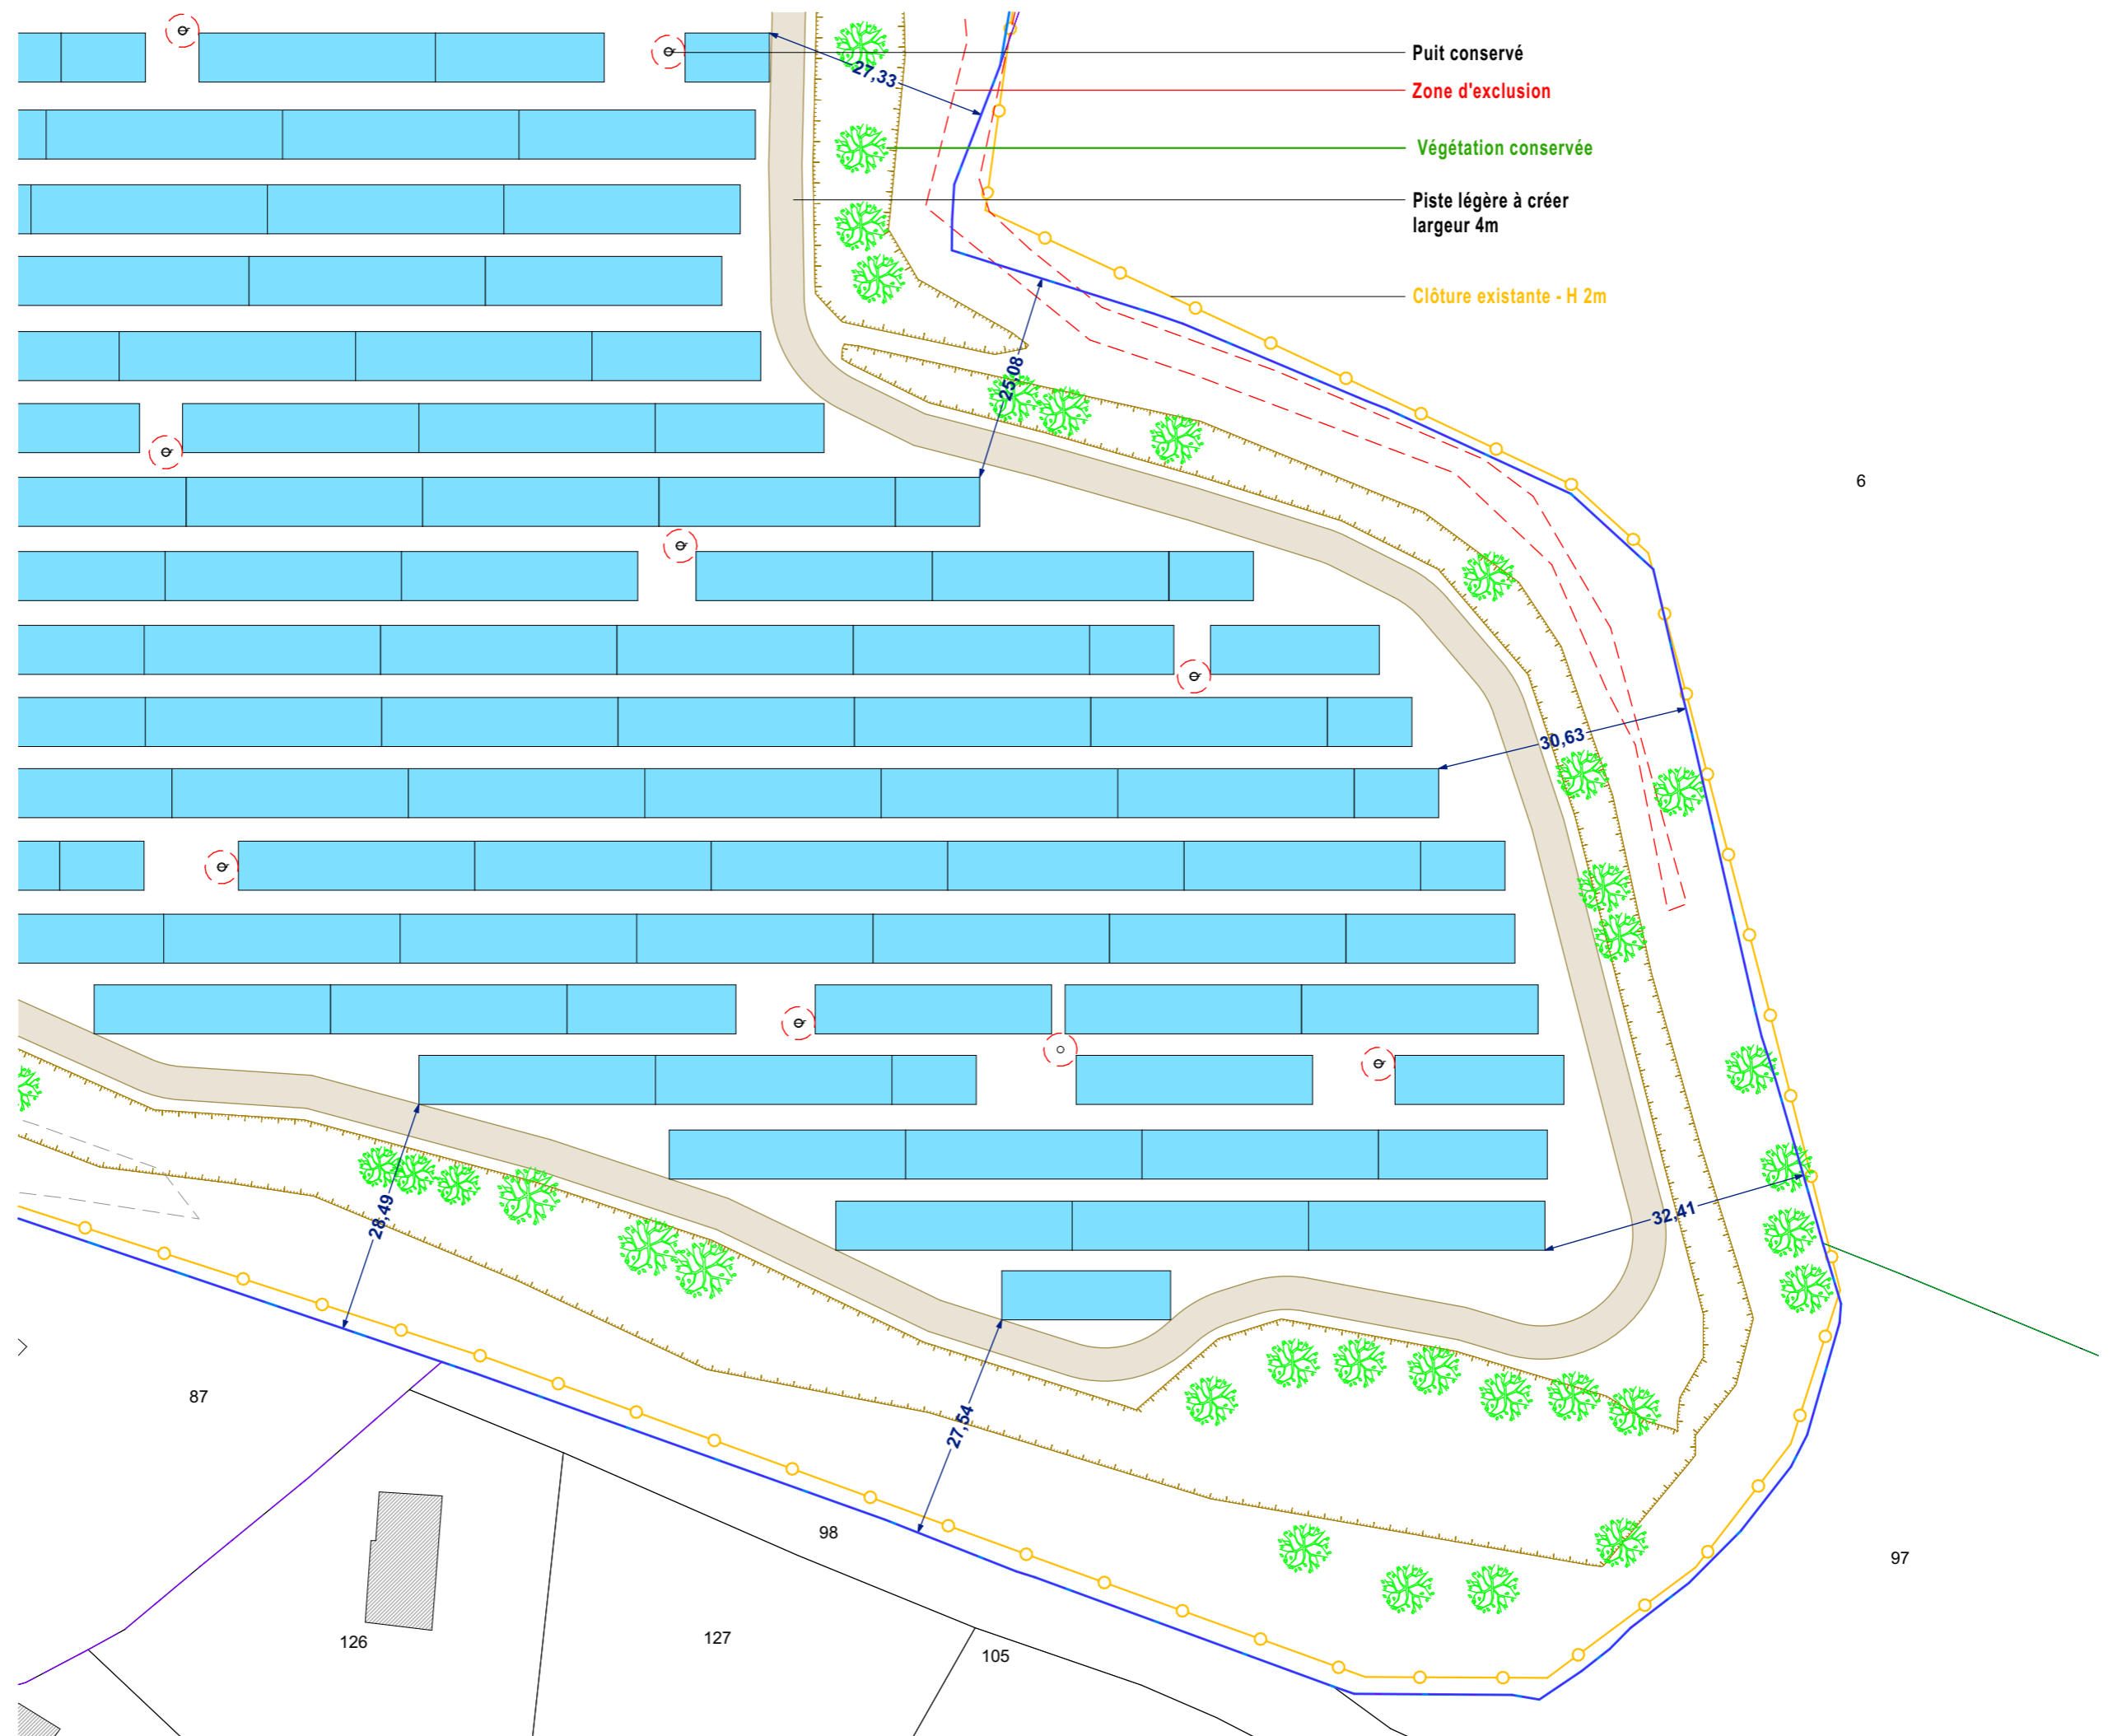 Puit conservé
27,33
Zone d'exclusion
Végétation conservée
Piste légère à créer
largeur 4m
Clôture existante - H 2m
25,08
6
30,63
28,49
32,41
87
27,54
98
97
126
127
105